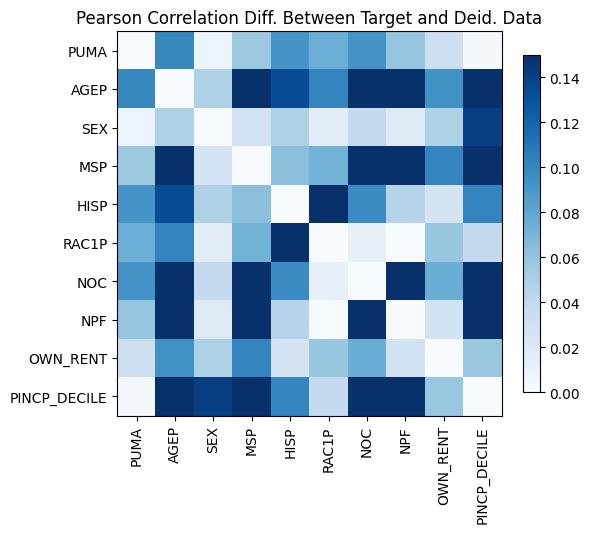 Pearson Correlation Diff. Between Target and Deid. Data
PUMA
AGEP
SEX
MSP
HISP
RAC1P
NOC
NPF
OWN_RENT
PINCP_DECILE
PUMA
AGEP
SEX
MSP
HISP
RAC1P
NOC
NPF
OWN_RENT
PINCP_DECILE
0.14
0.12
0.10
0.08
0.06
0.04
0.02
0.00